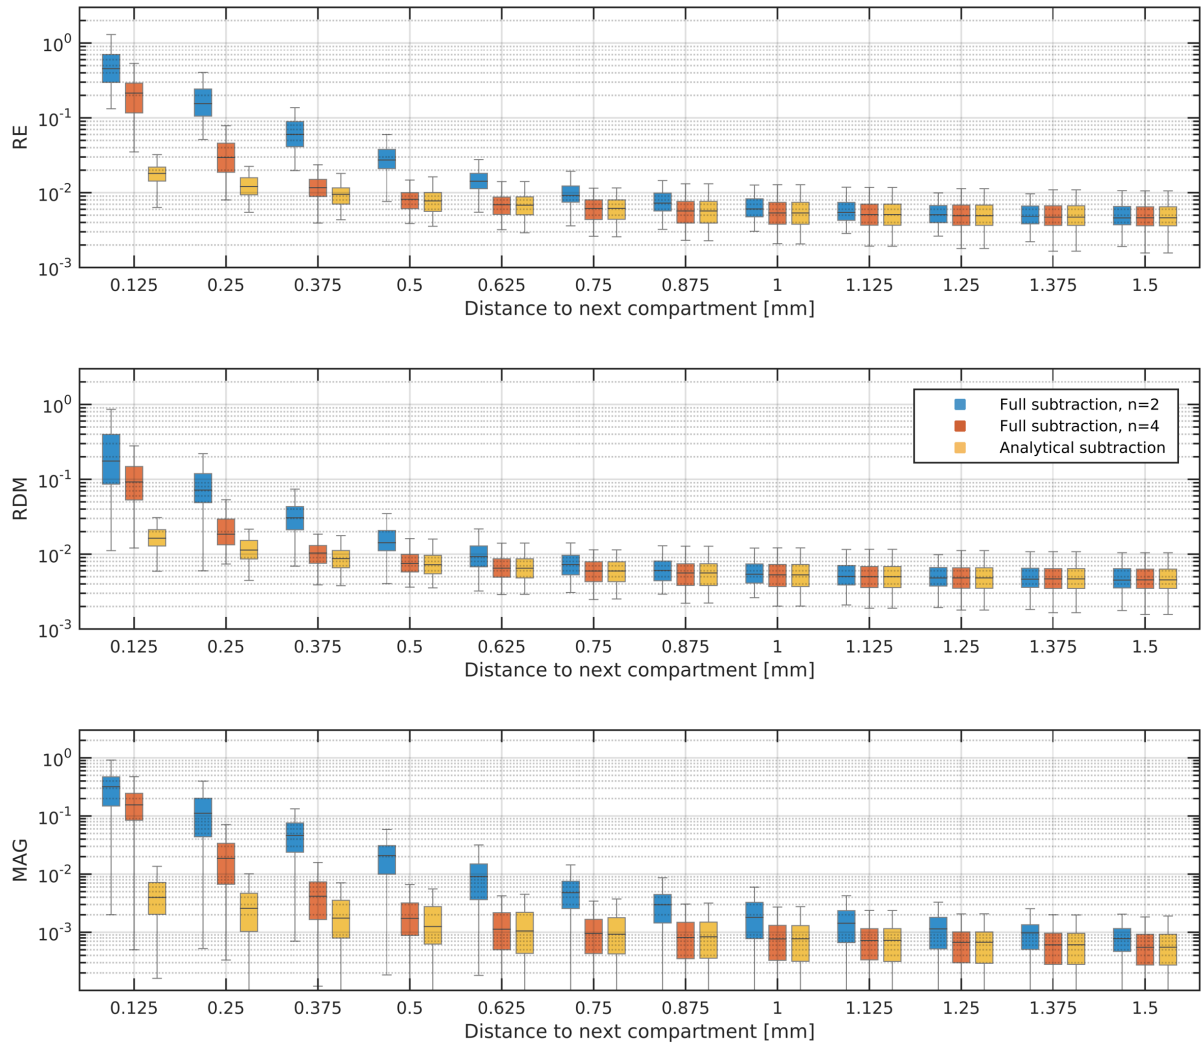 10^0
10^-1
10^-2
10^-3
RE
0.125 0.25 0.375 0.5 0.625 0.75 0.875 1 1.125 1.25 1.375 1.5
Distance to next compartment [mm]
10^0
10^-1
10^-2
10^-3
RDM
Full subtraction, n=2
Full subtraction, n=4
Analytical subtraction
0.125 0.25 0.375 0.5 0.625 0.75 0.875 1 1.125 1.25 1.375 1.5
Distance to next compartment [mm]
10^0
10^-1
10^-2
10^-3
MAG
0.125 0.25 0.375 0.5 0.625 0.75 0.875 1 1.125 1.25 1.375 1.5
Distance to next compartment [mm]